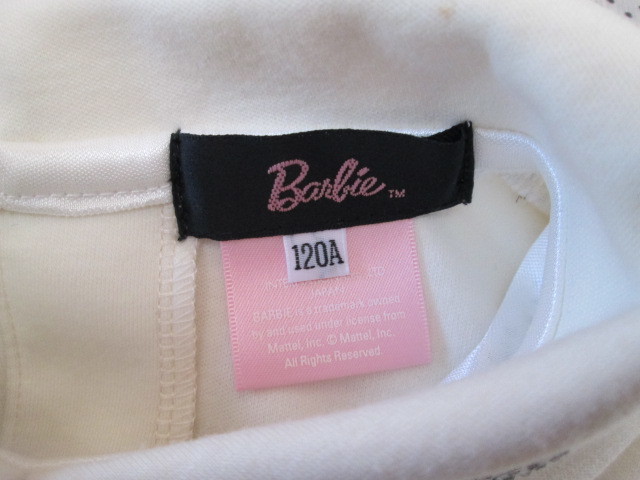 Barbie™
120A
LTD
JAPAN
BARBIE is a trademark owned
by and used under license from
Mattel, Inc. © Mattel, Inc.
All Rights Reserved